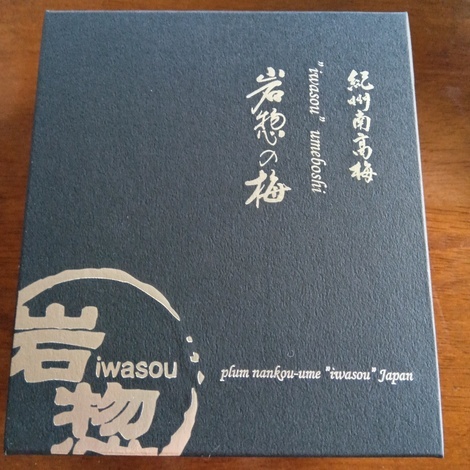 紀州南高梅
"iwasou" umeboshi
岩惣の梅
岩惣
iwasou
plum nankou-ume "iwasou" Japan